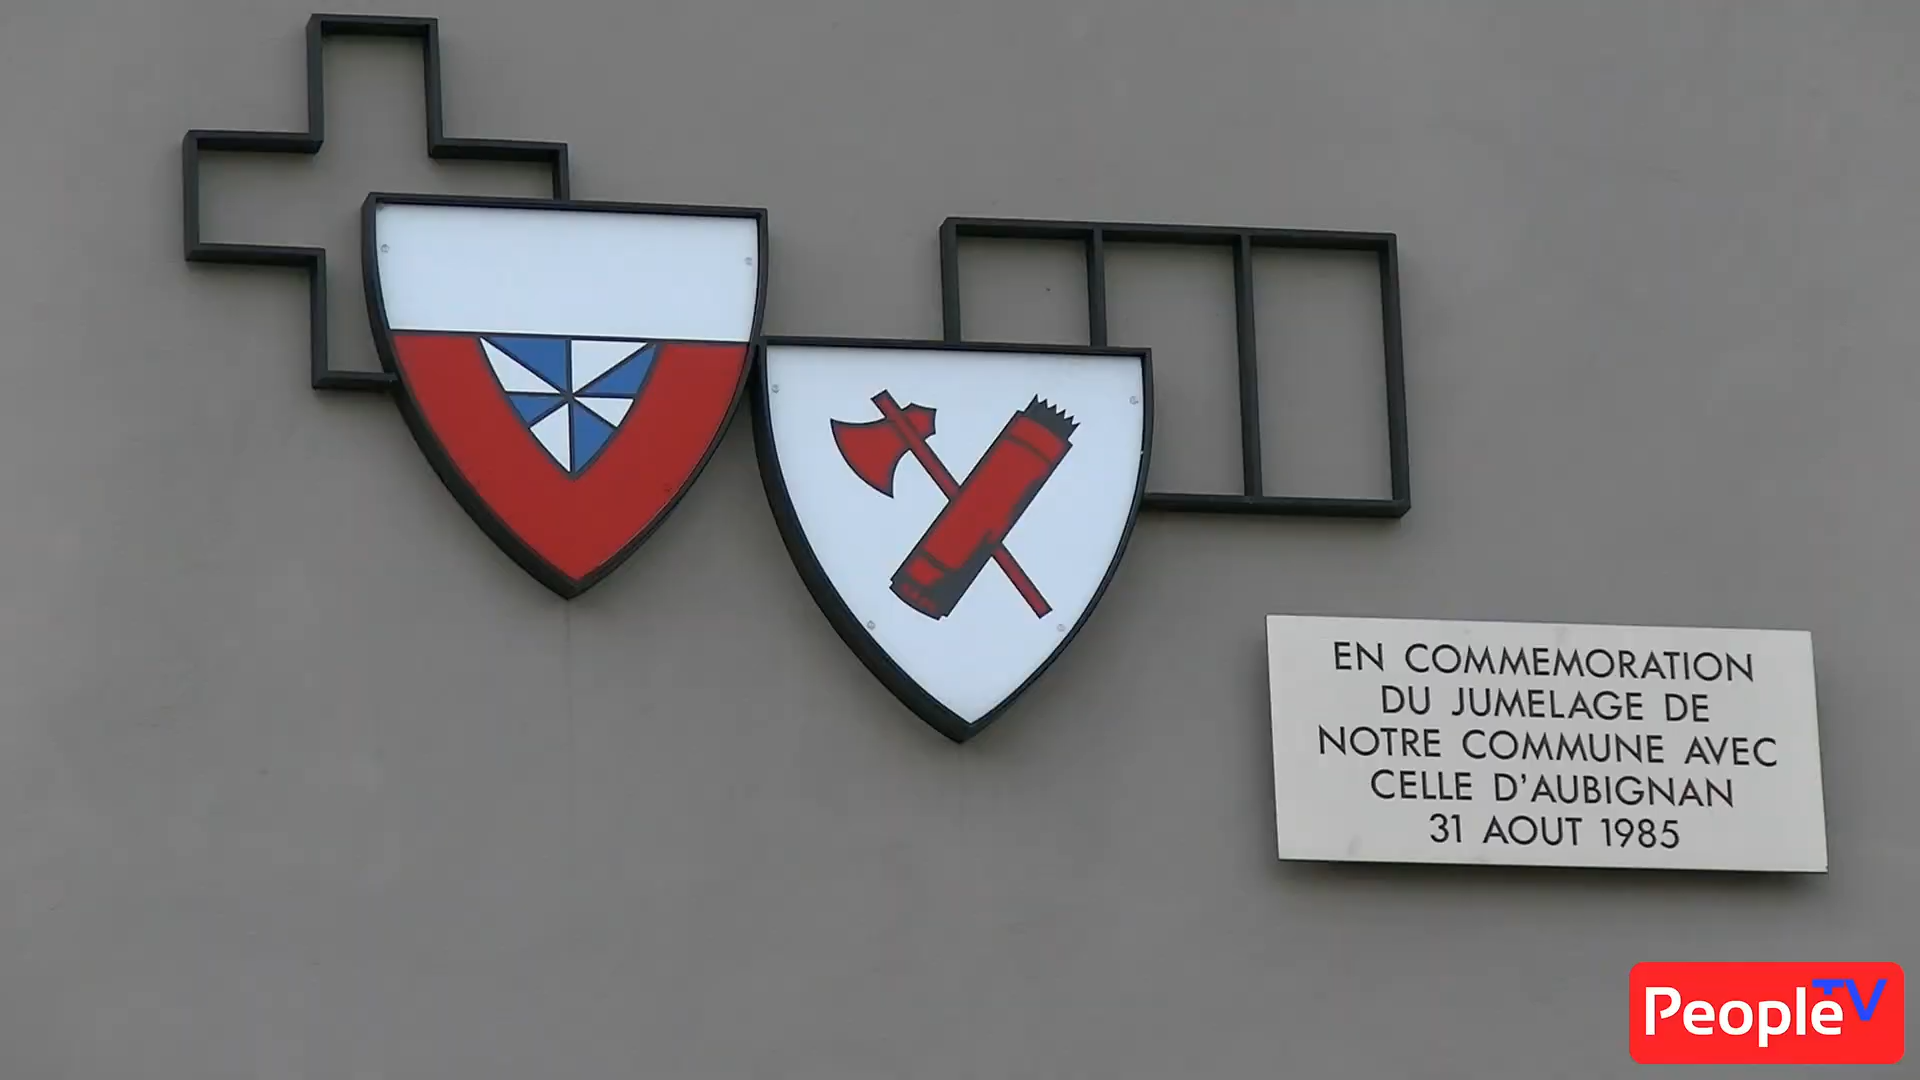 EN COMMEMORATION
DU JUMELAGE DE
NOTRE COMMUNE AVEC
CELLE D'AUBIGNAN
31 AOUT 1985
PeopleTV